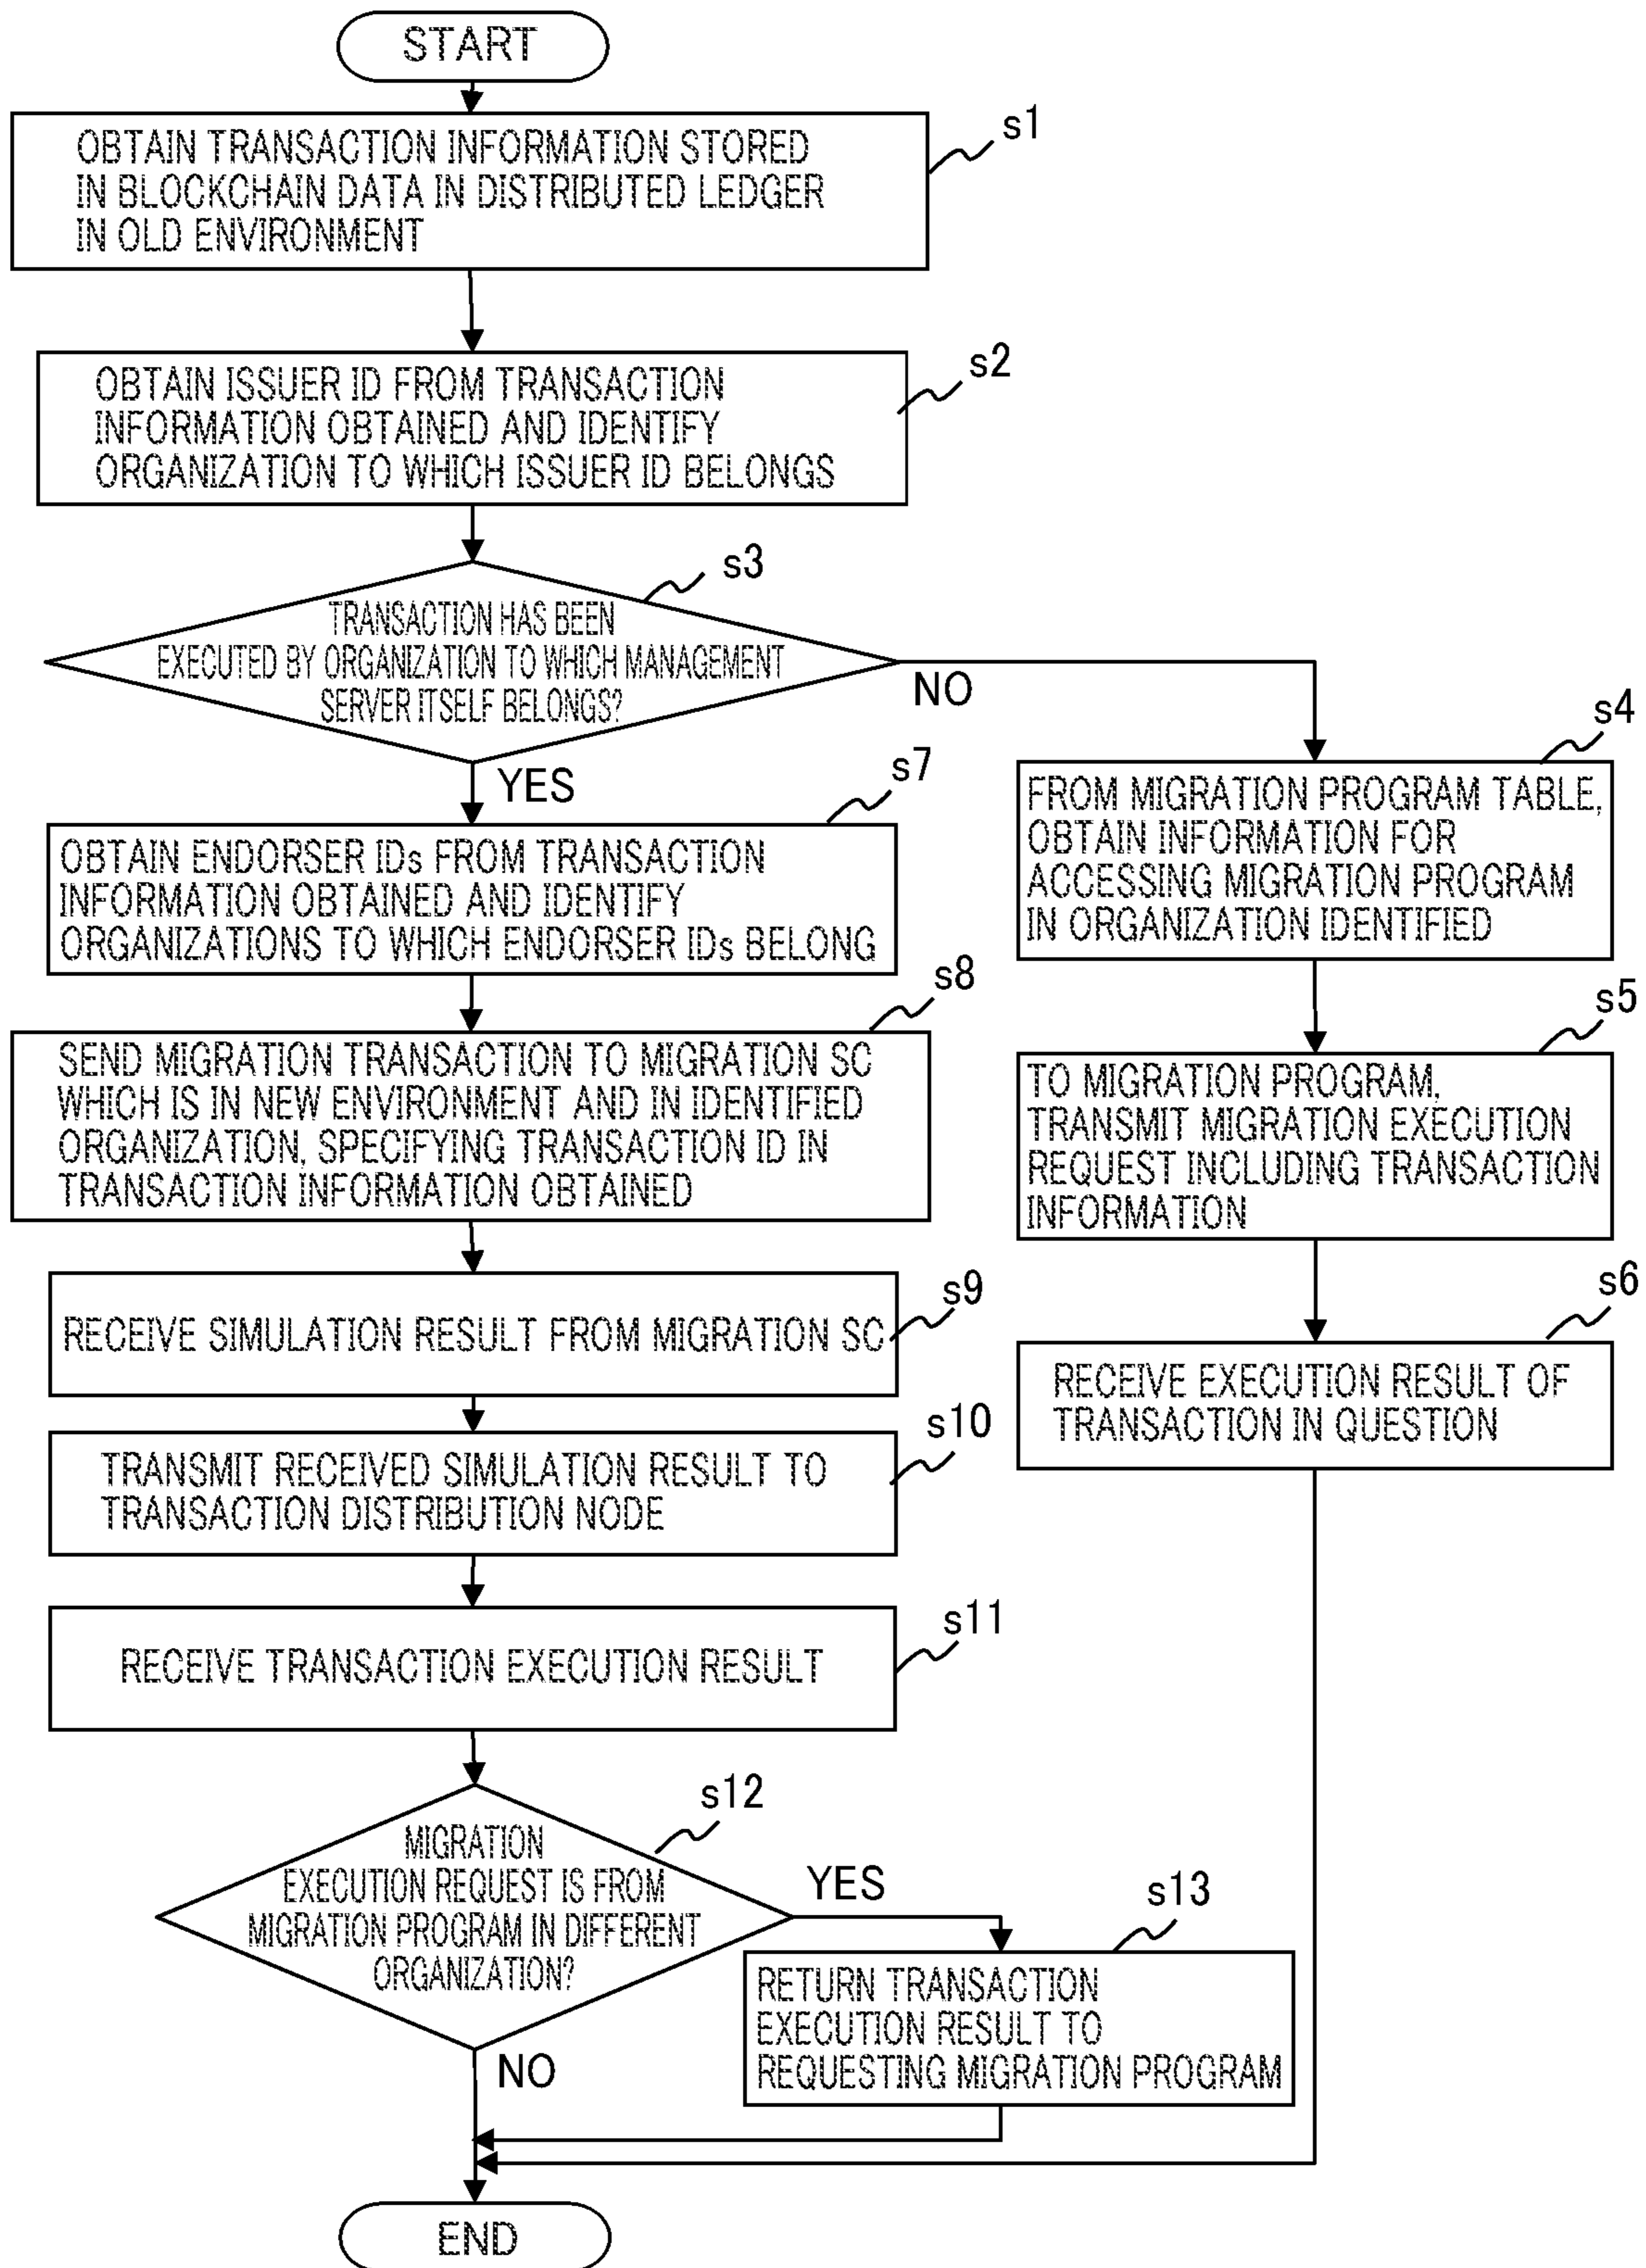 START
s1
OBTAIN TRANSACTION INFORMATION STORED
IN BLOCKCHAIN DATA IN DISTRIBUTED LEDGER
IN OLD ENVIRONMENT
s2
OBTAIN ISSUER ID FROM TRANSACTION
INFORMATION OBTAINED AND IDENTIFY
ORGANIZATION TO WHICH ISSUER ID BELONGS
s3
TRANSACTION HAS BEEN
EXECUTED BY ORGANIZATION TO WHICH MANAGEMENT
SERVER ITSELF BELONGS?
NO
YES
s4
FROM MIGRATION PROGRAM TABLE,
OBTAIN INFORMATION FOR
ACCESSING MIGRATION PROGRAM
IN ORGANIZATION IDENTIFIED
s5
TO MIGRATION PROGRAM,
TRANSMIT MIGRATION EXECUTION
REQUEST INCLUDING TRANSACTION
INFORMATION
s6
RECEIVE EXECUTION RESULT OF
TRANSACTION IN QUESTION
s7
OBTAIN ENDORSER IDs FROM TRANSACTION
INFORMATION OBTAINED AND IDENTIFY
ORGANIZATIONS TO WHICH ENDORSER IDs BELONG
s8
SEND MIGRATION TRANSACTION TO MIGRATION SC
WHICH IS IN NEW ENVIRONMENT AND IN IDENTIFIED
ORGANIZATION, SPECIFYING TRANSACTION ID IN
TRANSACTION INFORMATION OBTAINED
s9
RECEIVE SIMULATION RESULT FROM MIGRATION SC
s10
TRANSMIT RECEIVED SIMULATION RESULT TO
TRANSACTION DISTRIBUTION NODE
s11
RECEIVE TRANSACTION EXECUTION RESULT
s12
MIGRATION
EXECUTION REQUEST IS FROM
MIGRATION PROGRAM IN DIFFERENT
ORGANIZATION?
YES
NO
s13
RETURN TRANSACTION
EXECUTION RESULT TO
REQUESTING MIGRATION PROGRAM
END